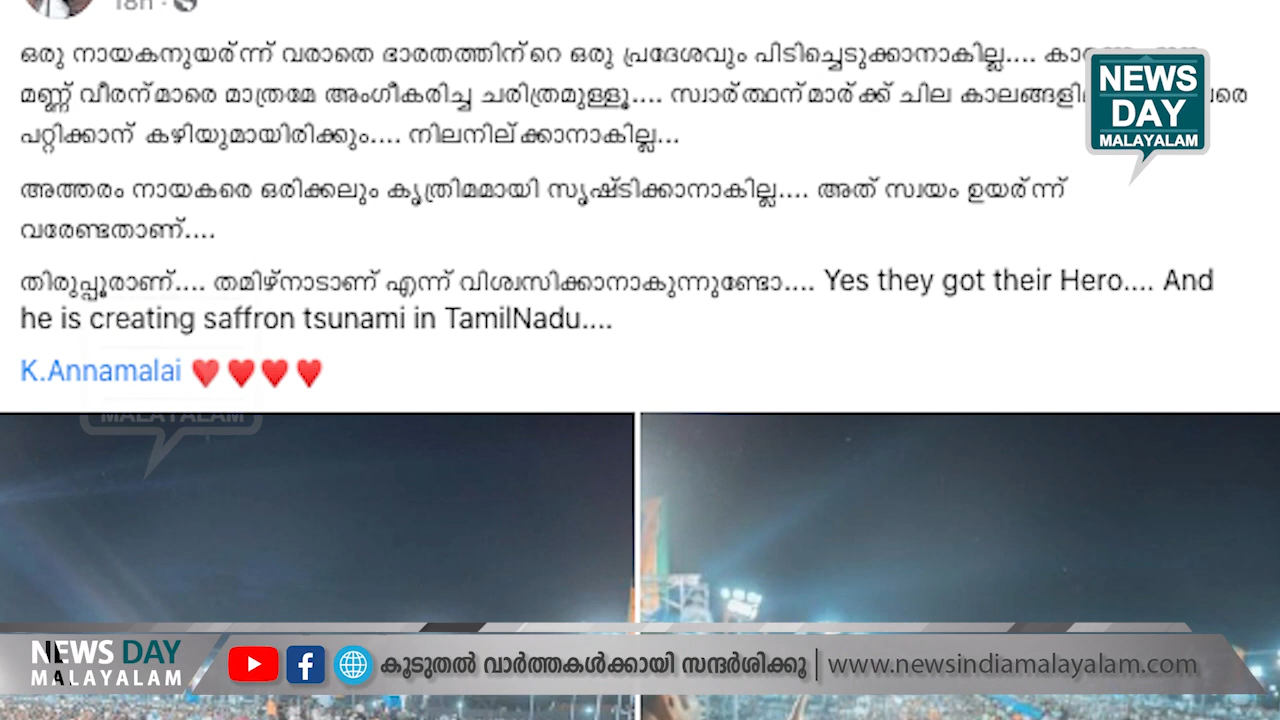 18h
ഒരു നായകനുയര്‍ന്ന് വരാതെ ഭാരതത്തിന്‍റെ ഒരു പ്രദേശവും പിടിച്ചെടുക്കാനാകില്ല....
NEWS
DAY
MALAYALAM
മണ്ണ് വീരന്‍മാരെ മാത്രമേ അംഗീകരിച്ച ചരിത്രമുള്ളൂ.... സ്വാര്‍ത്ഥന്‍മാര്‍ക്ക് ചില
പറ്റിക്കാന് കഴിയുമായിരിക്കും.... നിലനില്‍ക്കാനാകില്ല...
അത്തരം നായകരെ ഒരിക്കലും കൃത്രിമമായി സൃഷ്ടിക്കാനാകില്ല.... അത് സ്വയം ഉയര്‍ന്ന്
വരേണ്ടതാണ്....
തിരുപ്പൂരാണ്.... തമിഴ്നാടാണ് എന്ന് വിശ്വസിക്കാനാകുന്നുണ്ടോ.... Yes they got their Hero.... And
he is creating saffron tsunami in TamilNadu....
K.Annamalai ♥♥♥♥
MALAYALAM
NEWS DAY
MALAYALAM
കൂടുതൽ വാർത്തകൾക്കായി സന്ദർശിക്കൂ | www.newsindiamalayalam.com